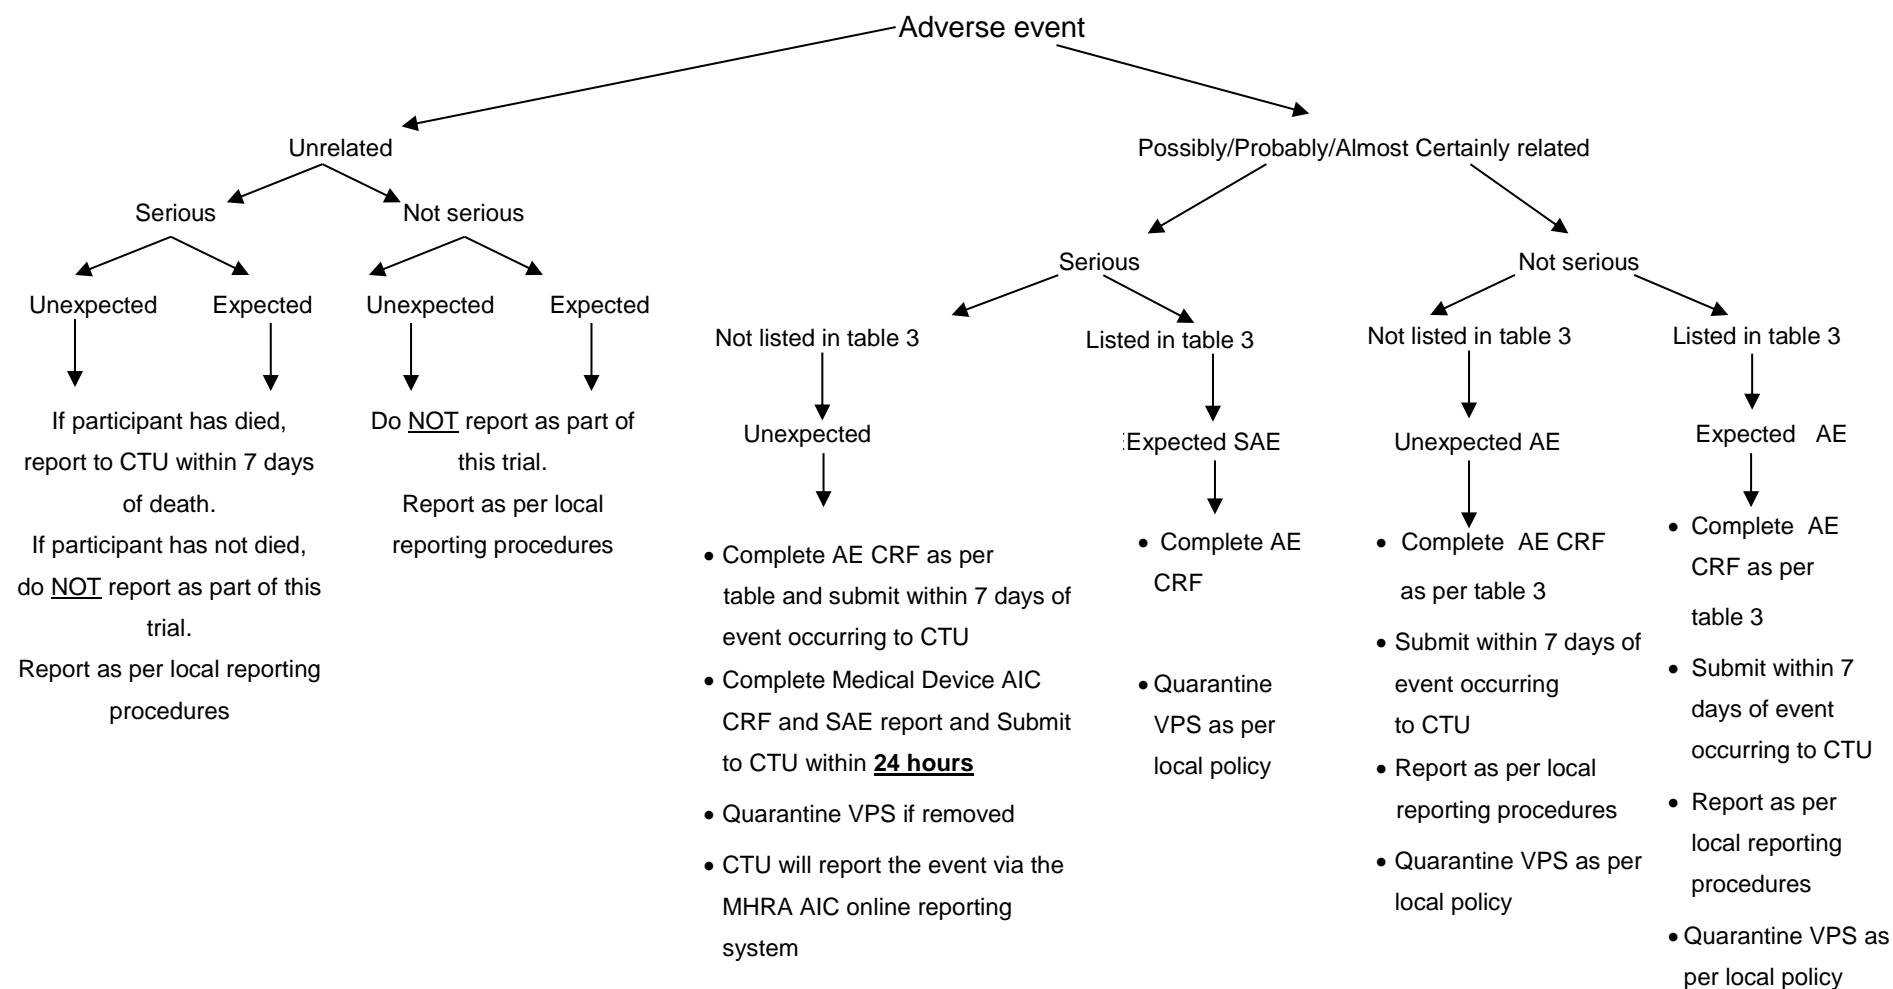 Adverse event
Unrelated
Possibly/Probably/Almost Certainly related
Serious
Not serious
Serious
Not serious
Unexpected
Expected
Unexpected
Expected
Not listed in table 3
Listed in table 3
Not listed in table 3
Listed in table 3
If participant has died,
report to CTU within 7 days
of death.
If participant has not died,
do NOT report as part of this
trial.
Report as per local reporting
procedures
Do NOT report as part of
this trial.
Report as per local
reporting procedures
Unexpected
Expected SAE
Unexpected AE
Expected AE
• Complete AE CRF as per
table and submit within 7 days of
event occurring to CTU
• Complete Medical Device AIC
CRF and SAE report and Submit
to CTU within 24 hours
• Quarantine VPS if removed
• CTU will report the event via the
MHRA AIC online reporting
system
• Complete AE
CRF
• Quarantine
VPS as per
local policy
• Complete AE CRF
as per table 3
• Submit within 7 days of
event occurring
to CTU
• Report as per local
reporting procedures
• Quarantine VPS as per
local policy
• Complete AE
CRF as per
table 3
• Submit within 7
days of event
occurring to CTU
• Report as per
local reporting
procedures
• Quarantine VPS as
per local policy